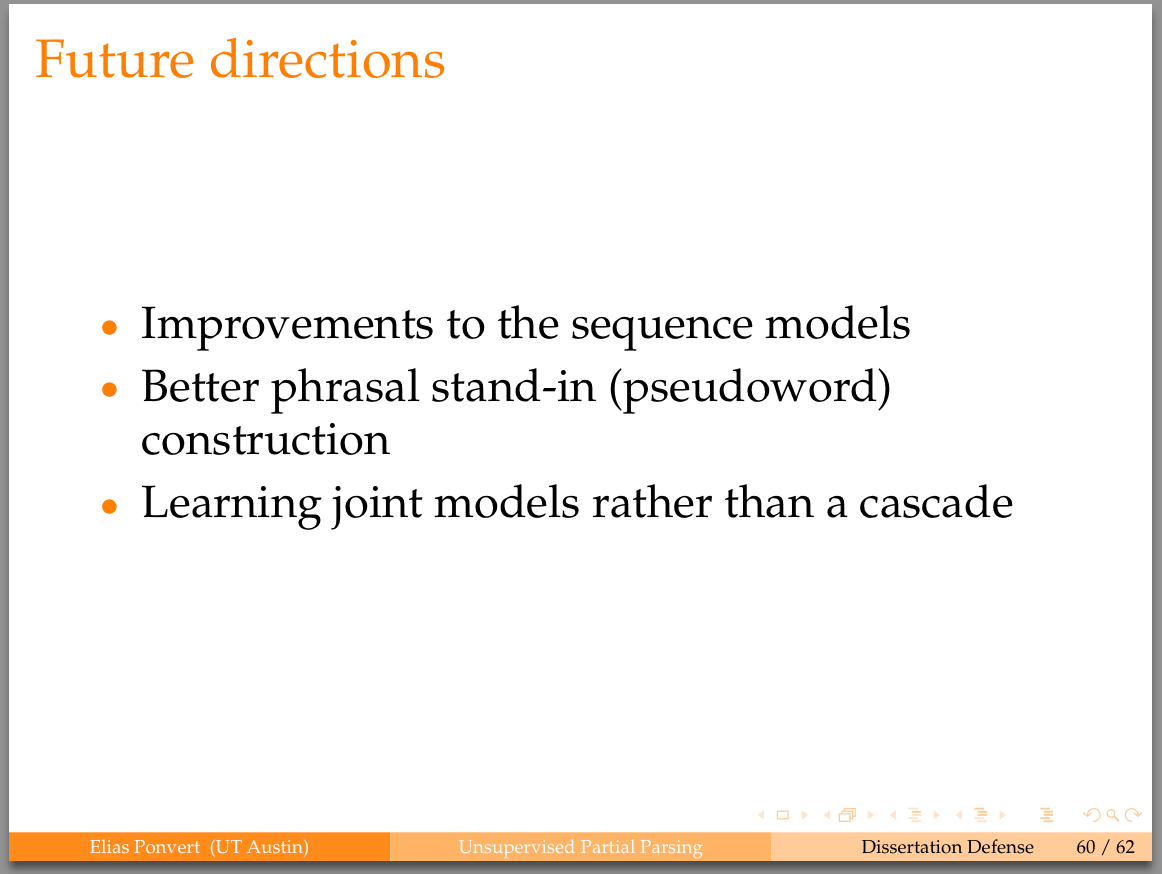 Future directions
• Improvements to the sequence models
• Better phrasal stand-in (pseudoword)
construction
• Learning joint models rather than a cascade
Elias Ponvert (UT Austin) Unsupervised Partial Parsing Dissertation Defense 60 / 62